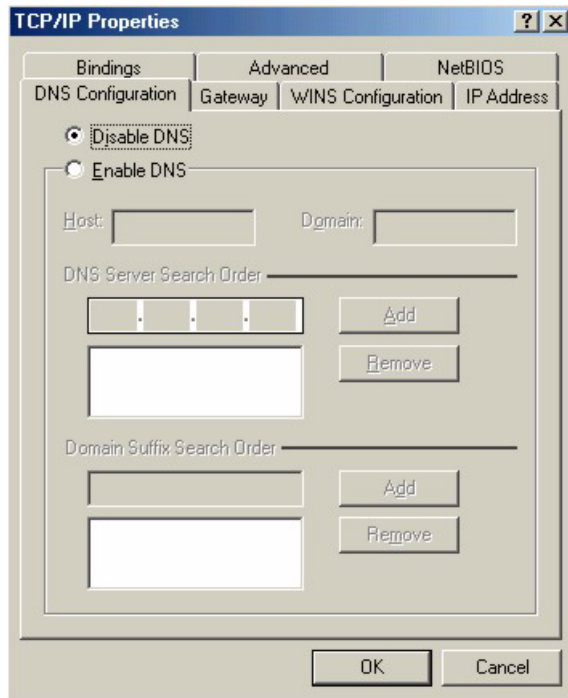 TCP/IP Properties
Bindings Advanced NetBIOS
DNS Configuration Gateway WINS Configuration IP Address
Disable DNS
Enable DNS
Host: Domain:
DNS Server Search Order
. . . Add
Remove
Domain Suffix Search Order
Add
Remove
OK Cancel